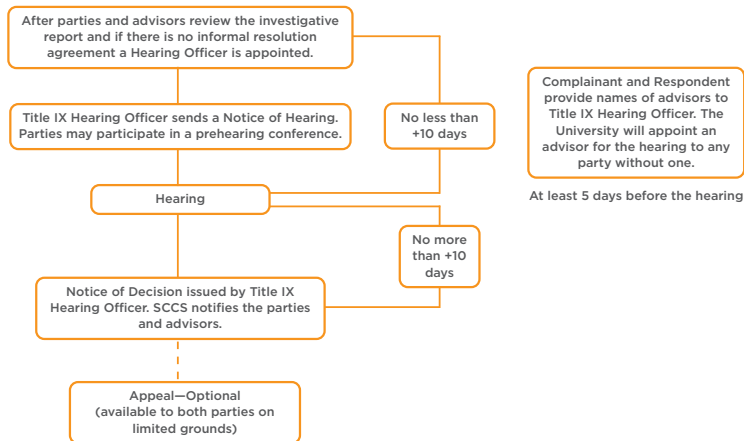 After parties and advisors review the investigative
report and if there is no informal resolution
agreement a Hearing Officer is appointed.
Title IX Hearing Officer sends a Notice of Hearing.
Parties may participate in a prehearing conference.
No less than
+10 days
Complainant and Respondent
provide names of advisors to
Title IX Hearing Officer. The
University will appoint an
advisor for the hearing to any
party without one.
At least 5 days before the hearing
Hearing
No more
than +10
days
Notice of Decision issued by Title IX
Hearing Officer. SCCS notifies the parties
and advisors.
Appeal—Optional
(available to both parties on
limited grounds)